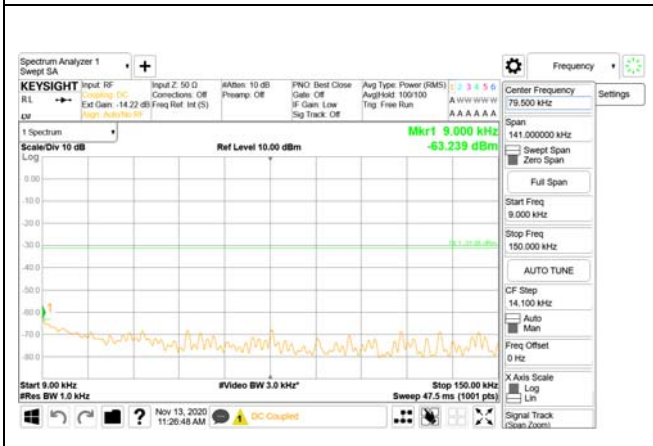 Spectrum Analyzer 1
Swept SA
Frequency
Settings
KEYSIGHT
RL
Input: RF
Coupling: DC
Ext Gain: -14.22 dB
Align: Auto/No RF
Input Z: 50 Ω
Corrections: Off
Freq Ref: Int (S)
#Atten: 10 dB
Preamp: Off
PNO: Best Close
Gate: Off
IF Gain: Low
Sig Track: Off
Avg Type: Power (RMS)
Avg|Hold: 100/100
Trig: Free Run
1 2 3 4 5 6
A W W W W W
A A A A A A
1 Spectrum
Scale/Div 10 dB
Log
Ref Level 10.00 dBm
Mkr1 9.000 kHz
-63.239 dBm
0.00
-10.0
-20.0
-30.0
-40.0
-50.0
-60.0
-70.0
-80.0
1
Start 9.00 kHz
#Res BW 1.0 kHz
#Video BW 3.0 kHz*
Stop 150.00 kHz
Sweep 47.5 ms (1001 pts)
Center Frequency
79.500 kHz
Span
141.000000 kHz
Swept Span
Zero Span
Full Span
Start Freq
9.000 kHz
Stop Freq
150.000 kHz
AUTO TUNE
CF Step
14.100 kHz
Auto
Man
Freq Offset
0 Hz
X Axis Scale
Log
Lin
Signal Track
(Span Zoom)
Nov 13, 2020
11:26:48 AM
DC Coupled